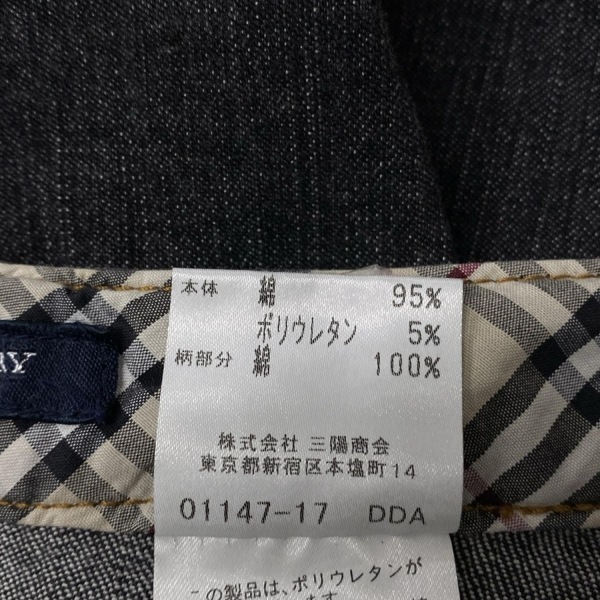 本体 綿 95%
ポリウレタン 5%
柄部分 綿 100%
株式会社 三陽商会
東京都新宿区本塩町14
01147-17 DDA
この製品は、ポリウレタンが